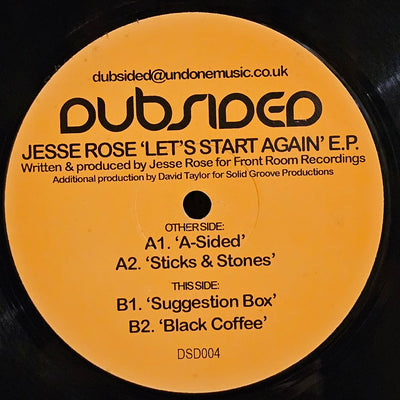 dubsided@undonemusic.co.uk
DUBSIDED
JESSE ROSE ‘LET’S START AGAIN’ E.P.
Written & produced by Jesse Rose for Front Room Recordings
Additional production by David Taylor for Solid Groove Productions
OTHER SIDE:
A1. ‘A-Sided’
A2. ‘Sticks & Stones’
THIS SIDE:
B1. ‘Suggestion Box’
B2. ‘Black Coffee’
DSD004